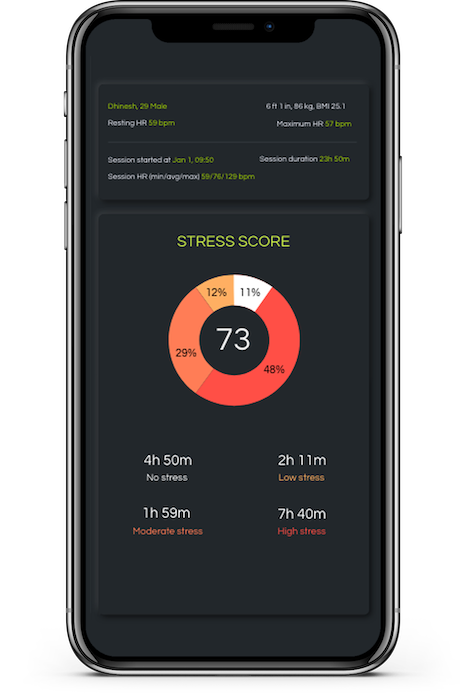 Dhinesh, 29 Male
6 ft 1 in, 86 kg, BMI 25.1
Resting HR 59 bpm
Maximum HR 57 bpm
Session started at Jan 1, 09:50
Session duration 23h 50m
Session HR (min/avg/max) 59/76/129 bpm
STRESS SCORE
12%
11%
73
29%
48%
4h 50m
2h 11m
No stress
Low stress
1h 59m
7h 40m
Moderate stress
High stress